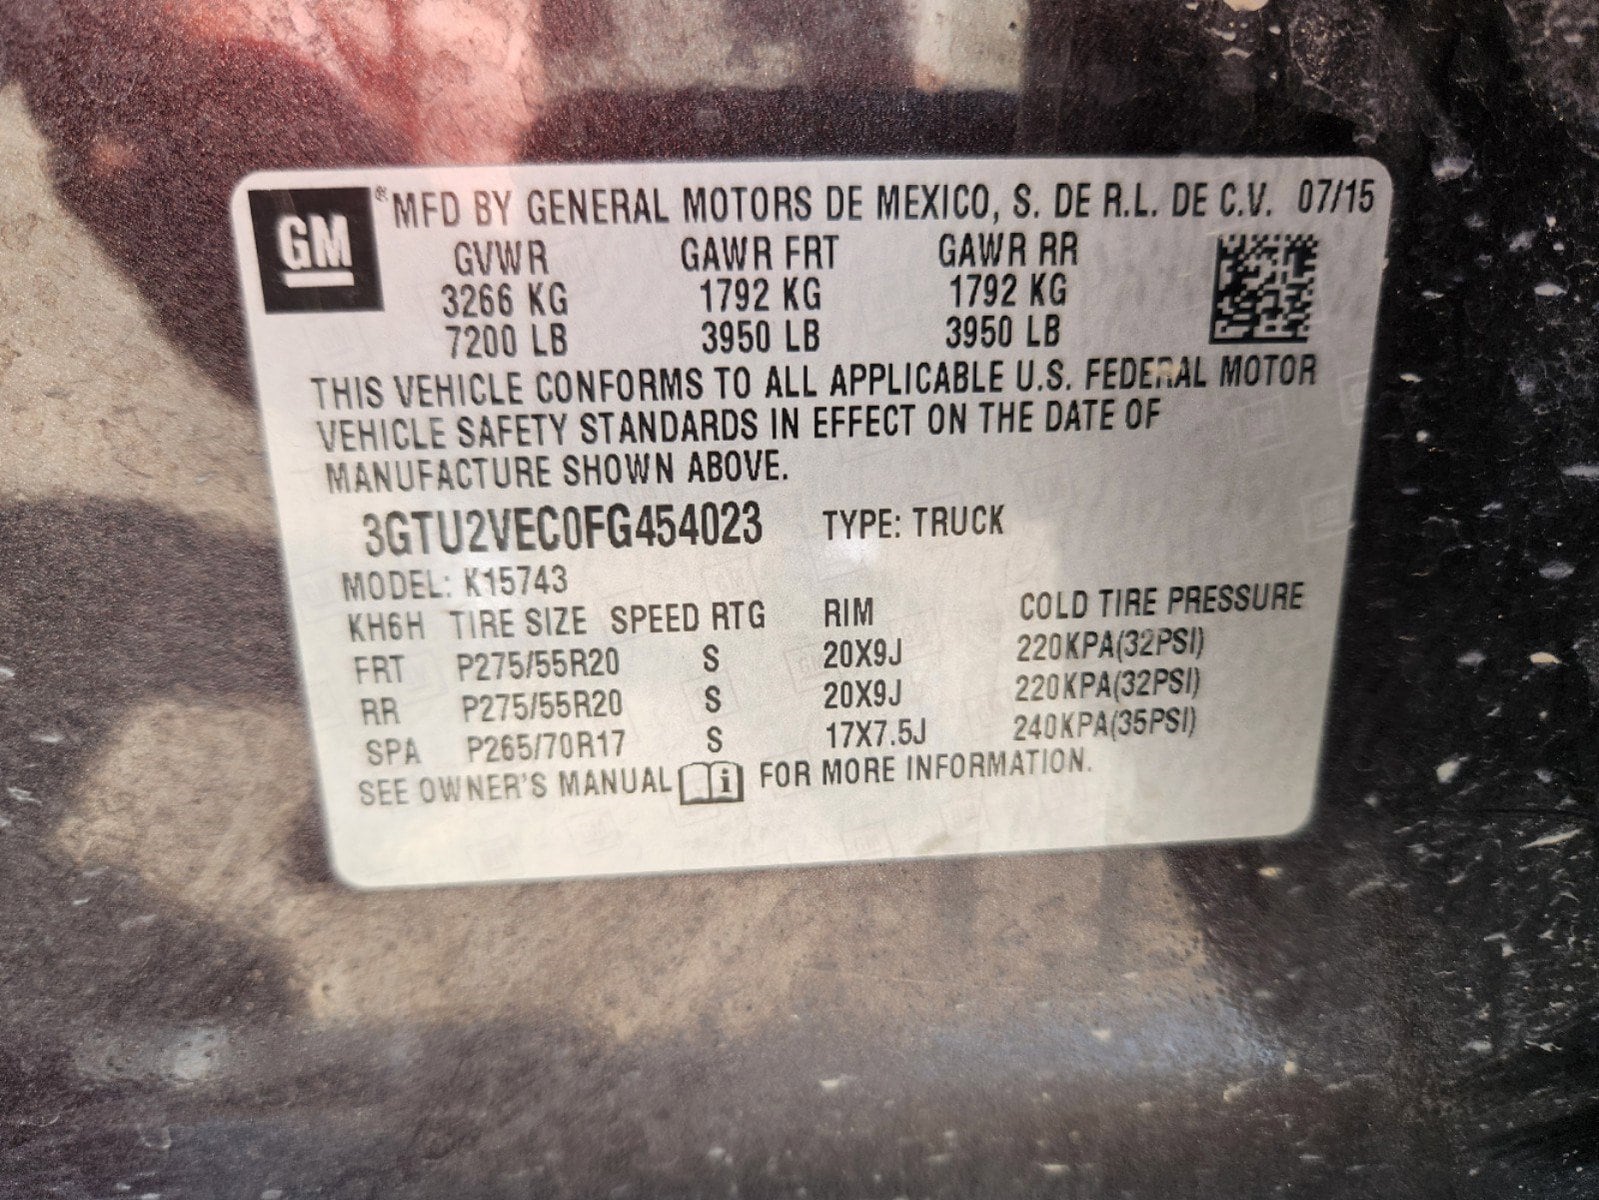 GM ® MFD BY GENERAL MOTORS DE MEXICO, S. DE R.L. DE C.V. 07/15
GVWR GAWR FRT GAWR RR
3266 KG 1792 KG 1792 KG
7200 LB 3950 LB 3950 LB
THIS VEHICLE CONFORMS TO ALL APPLICABLE U.S. FEDERAL MOTOR
VEHICLE SAFETY STANDARDS IN EFFECT ON THE DATE OF
MANUFACTURE SHOWN ABOVE.
3GTU2VEC0FG454023 TYPE: TRUCK
MODEL: K15743
KH6H TIRE SIZE SPEED RTG RIM COLD TIRE PRESSURE
FRT P275/55R20 S 20X9J 220KPA(32PSI)
RR P275/55R20 S 20X9J 220KPA(32PSI)
SPA P265/70R17 S 17X7.5J 240KPA(35PSI)
SEE OWNER'S MANUAL i FOR MORE INFORMATION.